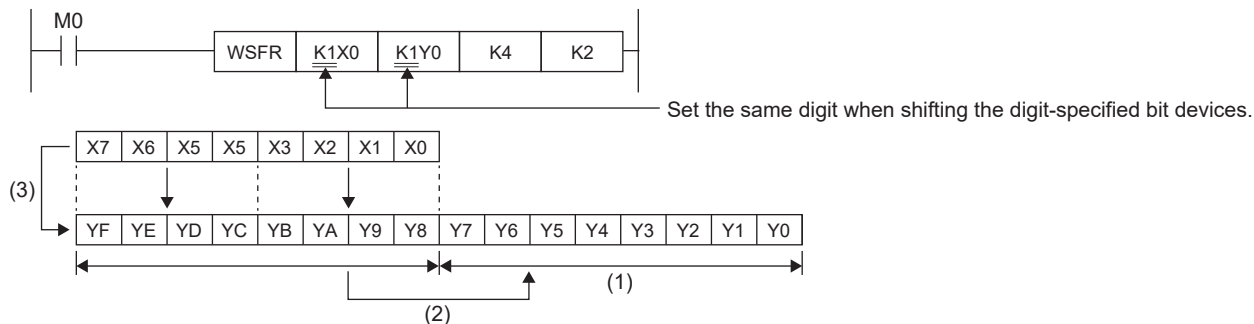 M0
WSFR K1X0 K1Y0 K4 K2
Set the same digit when shifting the digit-specified bit devices.
X7 X6 X5 X5 X3 X2 X1 X0
(3)
YF YE YD YC YB YA Y9 Y8 Y7 Y6 Y5 Y4 Y3 Y2 Y1 Y0
(1)
(2)